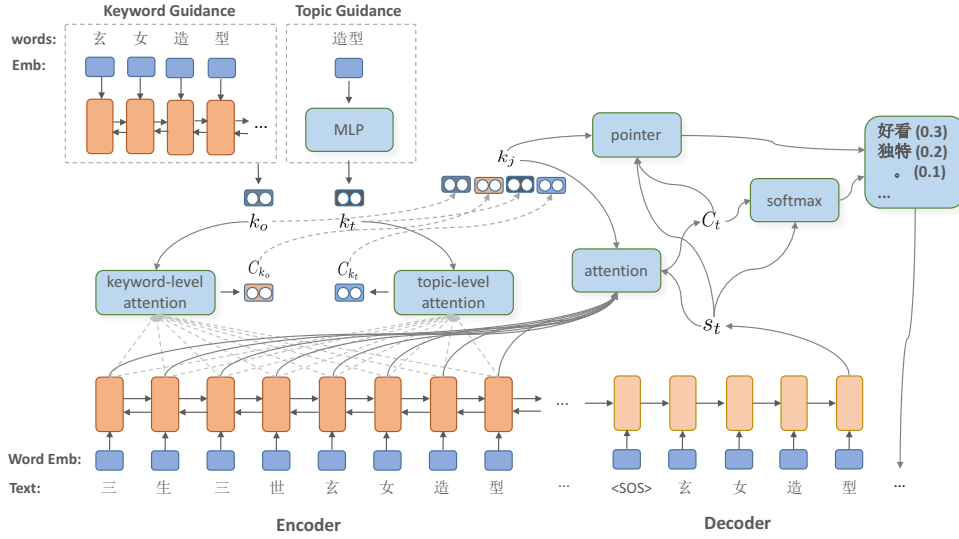 Keyword Guidance
Topic Guidance
words: 玄 女 造 型 造型
Emb:
...
MLP
pointer
好看 (0.3)
独特 (0.2)
。 (0.1)
...
k_j
softmax
k_o
k_t
C_t
C_{k_o}
C_{k_t}
keyword-level
attention
topic-level
attention
attention
s_t
...
Word Emb:
Text: 三 生 三 世 玄 女 造 型 ... <SOS> 玄 女 造 型 ...
Encoder
Decoder